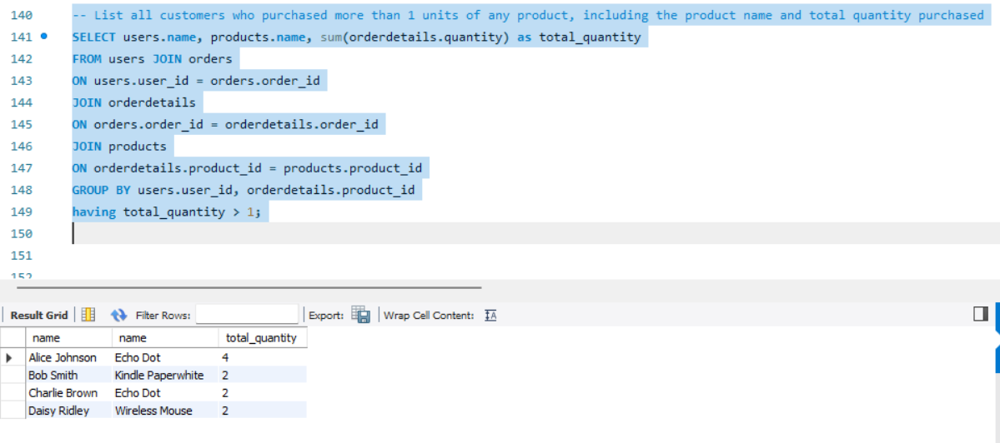 140 -- List all customers who purchased more than 1 units of any product, including the product name and total quantity purchased
141 SELECT users.name, products.name, sum(orderdetails.quantity) as total_quantity
142 FROM users JOIN orders
143 ON users.user_id = orders.order_id
144 JOIN orderdetails
145 ON orders.order_id = orderdetails.order_id
146 JOIN products
147 ON orderdetails.product_id = products.product_id
148 GROUP BY users.user_id, orderdetails.product_id
149 having total_quantity > 1;
150
151
152
Result Grid Filter Rows: Export: Wrap Cell Content: IA
name name total_quantity
Alice Johnson Echo Dot 4
Bob Smith Kindle Paperwhite 2
Charlie Brown Echo Dot 2
Daisy Ridley Wireless Mouse 2